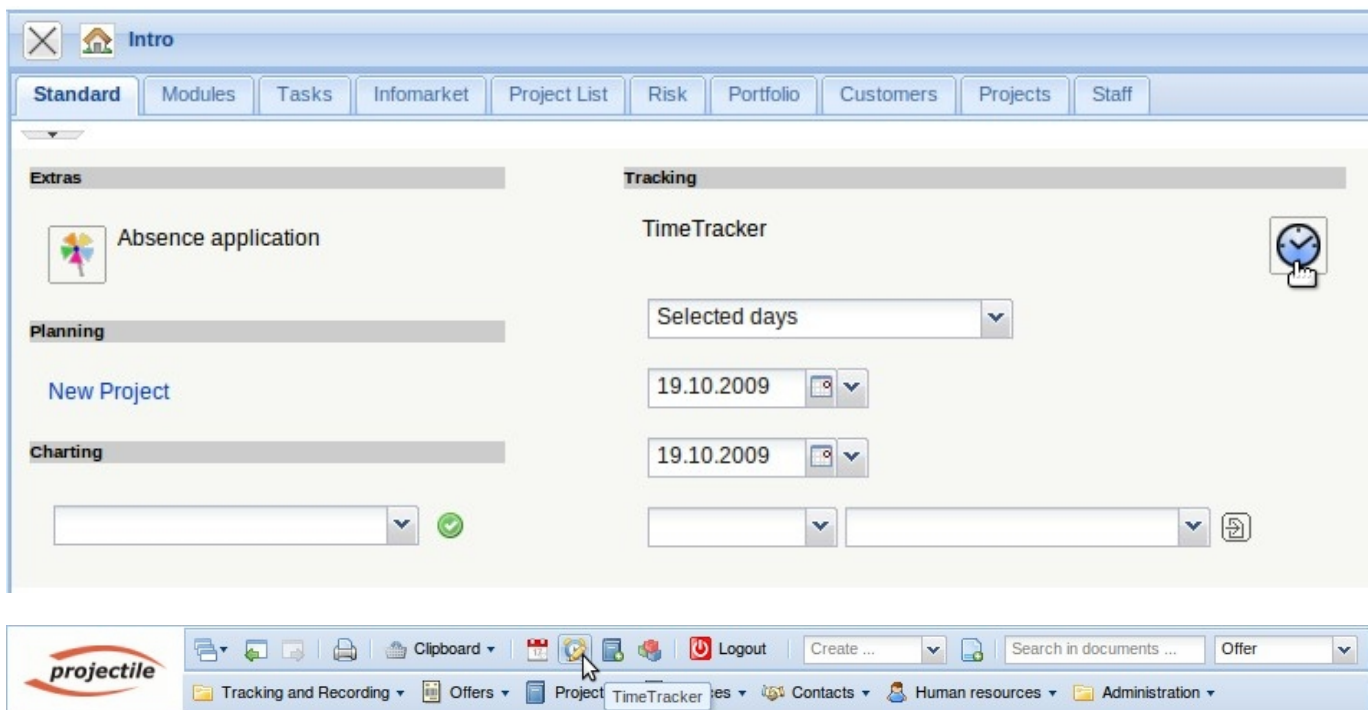 Intro
Standard Modules Tasks Infomarket Project List Risk Portfolio Customers Projects Staff
Extras
Tracking
Absence application
TimeTracker
Selected days
Planning
New Project
19.10.2009
Charting
19.10.2009
projectile
Clipboard Logout Create ... Search in documents ... Offer
Tracking and Recording Offers Contacts Human resources Administration
TimeTracker